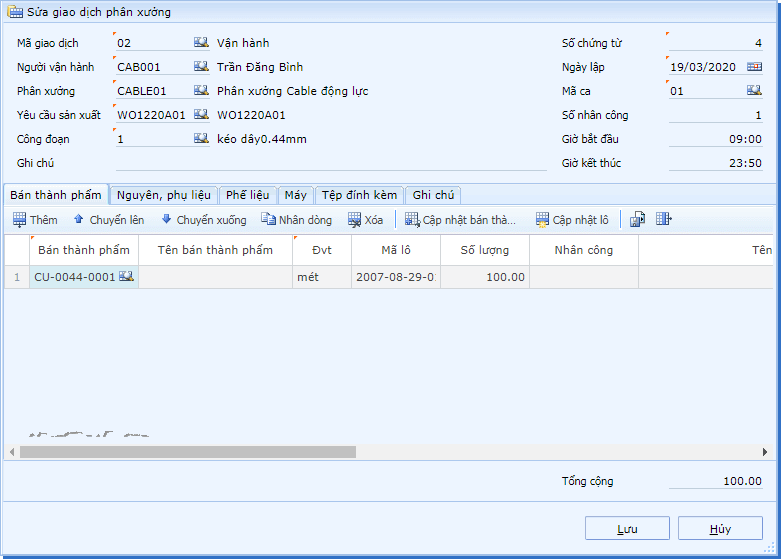 Sửa giao dịch phân xưởng
Mã giao dịch 02 Vận hành Số chứng từ 4
Người vận hành CAB001 Trần Đăng Bình Ngày lập 19/03/2020
Phân xưởng CABLE01 Phân xưởng Cable động lực Mã ca 01
Yêu cầu sản xuất WO1220A01 WO1220A01 Số nhân công 1
Công đoạn 1 kéo dây0.44mm Giờ bắt đầu 09:00
Ghi chú Giờ kết thúc 23:50
Bán thành phẩm Nguyên, phụ liệu Phế liệu Máy Tệp đính kèm Ghi chú
Thêm Chuyển lên Chuyển xuống Nhân dòng Xóa Cập nhật bán thà... Cập nhật lô
Bán thành phẩm Tên bán thành phẩm Đvt Mã lô Số lượng Nhân công Tên
1 CU-0044-0001 mét 2007-08-29-0 100.00
Tổng cộng 100.00
Lưu Hủy